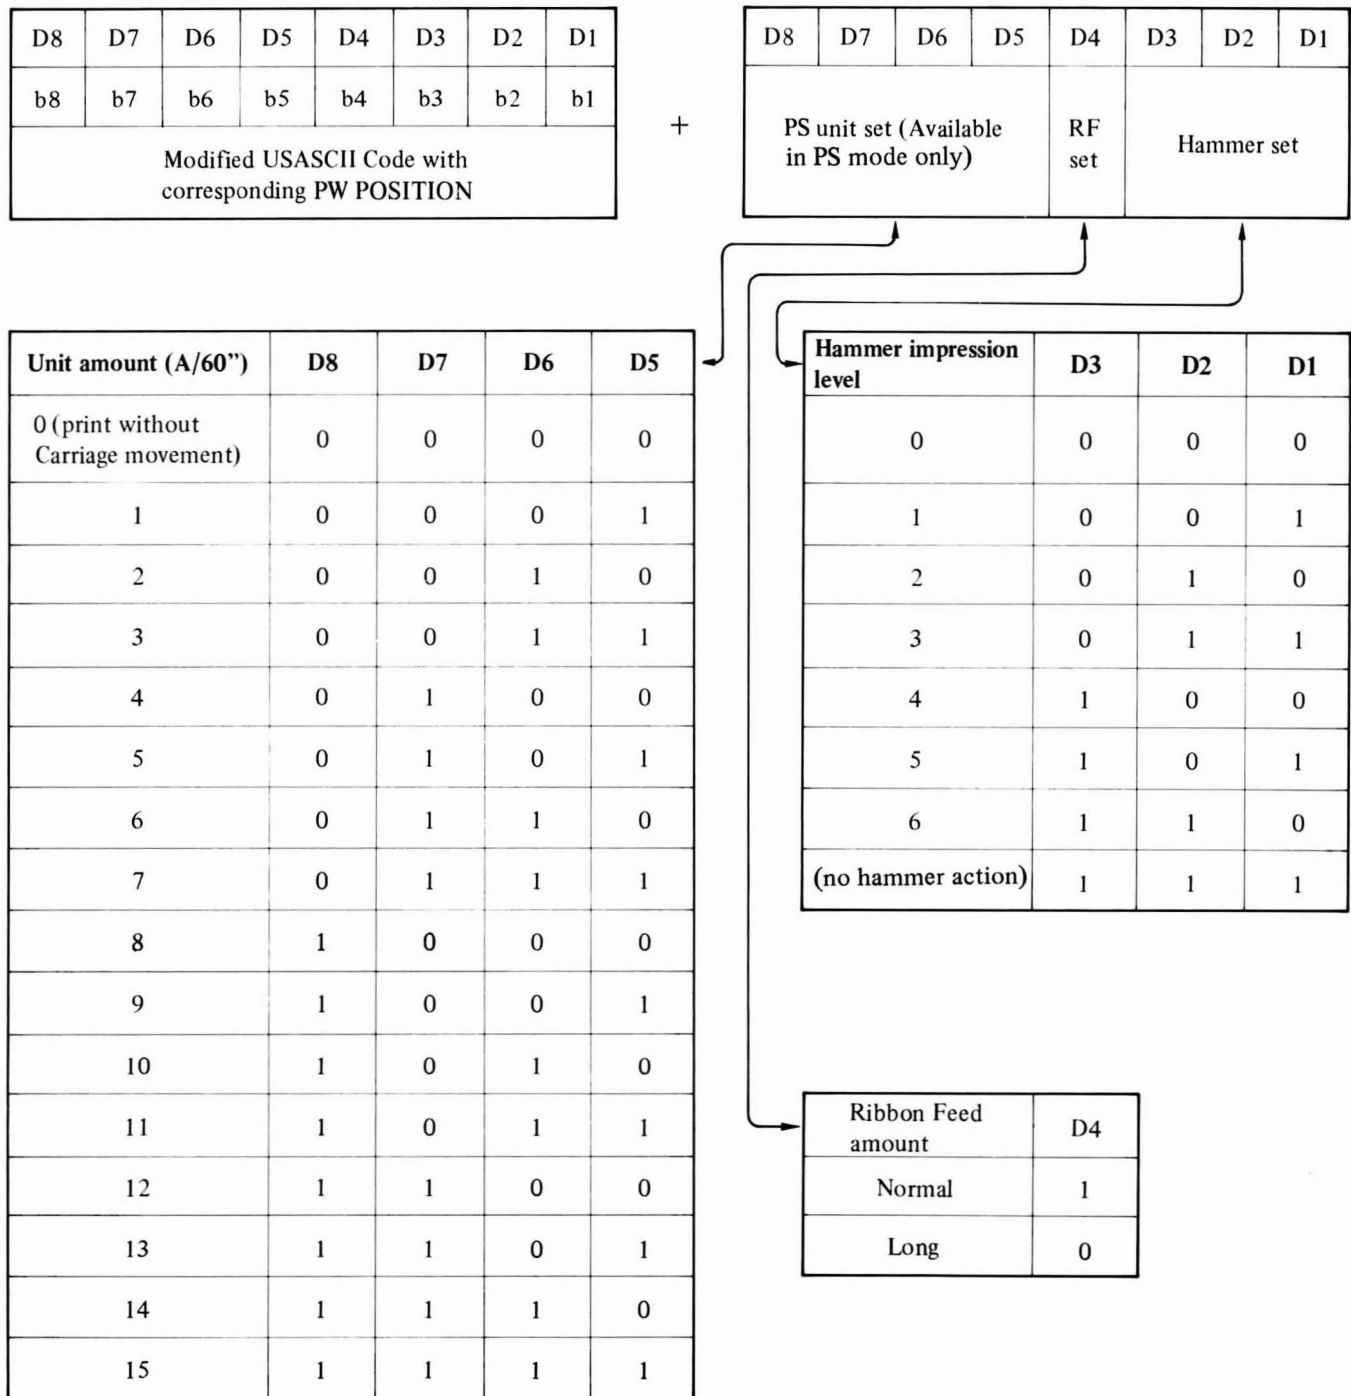 D8 D7 D6 D5 D4 D3 D2 D1
b8 b7 b6 b5 b4 b3 b2 b1
Modified USASCII Code with
corresponding PW POSITION
+
D8 D7 D6 D5 D4 D3 D2 D1
PS unit set (Available
in PS mode only)
RF
set
Hammer set
Unit amount (A/60”) D8 D7 D6 D5
0 (print without
Carriage movement) 0 0 0 0
1 0 0 0 1
2 0 0 1 0
3 0 0 1 1
4 0 1 0 0
5 0 1 0 1
6 0 1 1 0
7 0 1 1 1
8 1 0 0 0
9 1 0 0 1
10 1 0 1 0
11 1 0 1 1
12 1 1 0 0
13 1 1 0 1
14 1 1 1 0
15 1 1 1 1
Hammer impression
level D3 D2 D1
0 0 0 0
1 0 0 1
2 0 1 0
3 0 1 1
4 1 0 0
5 1 0 1
6 1 1 0
(no hammer action) 1 1 1
Ribbon Feed
amount D4
Normal 1
Long 0